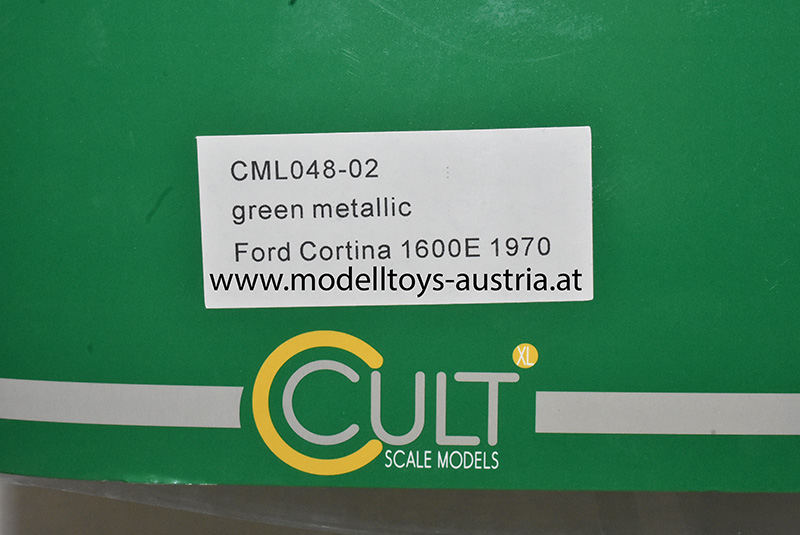 CML048-02
green metallic
Ford Cortina 1600E 1970
www.modelltoys-austria.at
CULT XL
SCALE MODELS